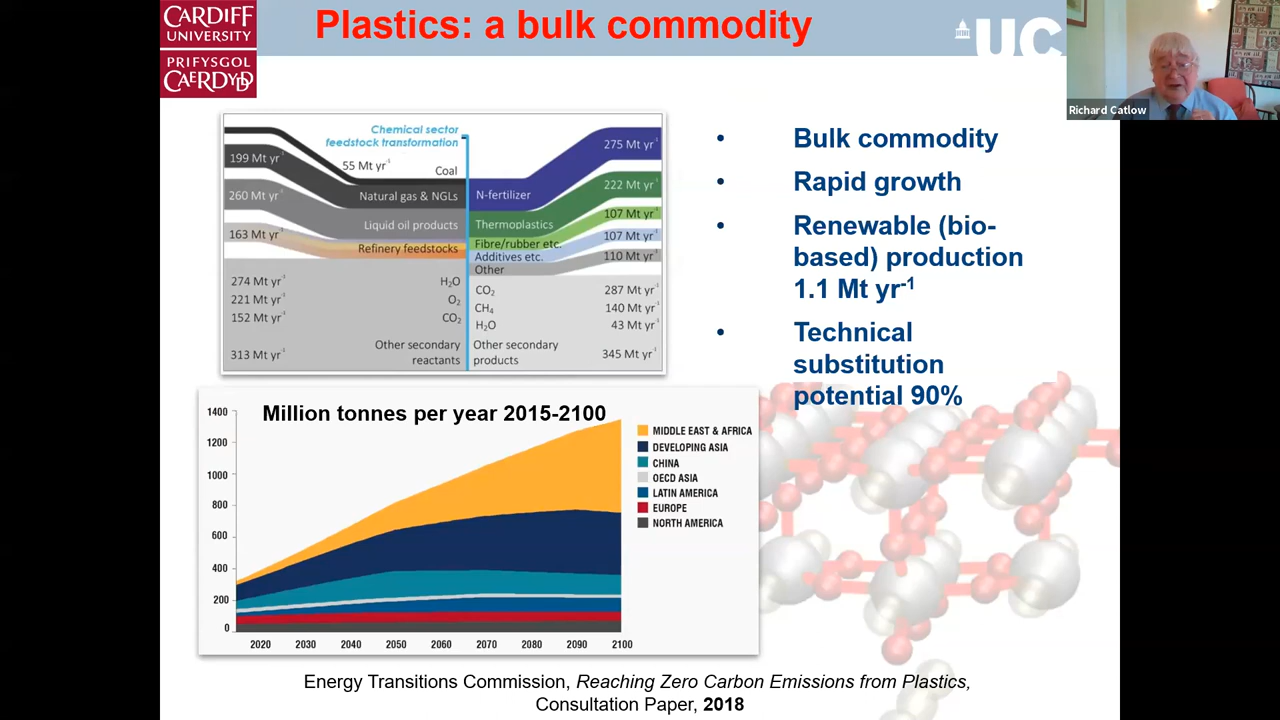 CARDIFF
UNIVERSITY
PRIFYSGOL
CAERDYDD
Plastics: a bulk commodity
UC
Richard Catlow
Chemical sector
feedstock transformation
199 Mt yr-1
55 Mt yr-1
Coal
275 Mt yr-1
260 Mt yr-1
Natural gas & NGLs
N-fertilizer
222 Mt yr-1
163 Mt yr-1
Liquid oil products
Thermoplastics
107 Mt yr-1
Refinery feedstocks
Fibre/rubber etc.
107 Mt yr-1
Additives etc.
110 Mt yr-1
Other
274 Mt yr-1
H2O
CO2
287 Mt yr-1
221 Mt yr-1
O2
CH4
140 Mt yr-1
152 Mt yr-1
CO2
H2O
43 Mt yr-1
313 Mt yr-1
Other secondary
reactants
Other secondary
products
345 Mt yr-1
• Bulk commodity
• Rapid growth
• Renewable (bio-
based) production
1.1 Mt yr-1
• Technical
substitution
potential 90%
Million tonnes per year 2015-2100
1400
1200
1000
800
600
400
200
0
2020 2030 2040 2050 2060 2070 2080 2090 2100
MIDDLE EAST & AFRICA
DEVELOPING ASIA
CHINA
OECD ASIA
LATIN AMERICA
EUROPE
NORTH AMERICA
Energy Transitions Commission, Reaching Zero Carbon Emissions from Plastics,
Consultation Paper, 2018